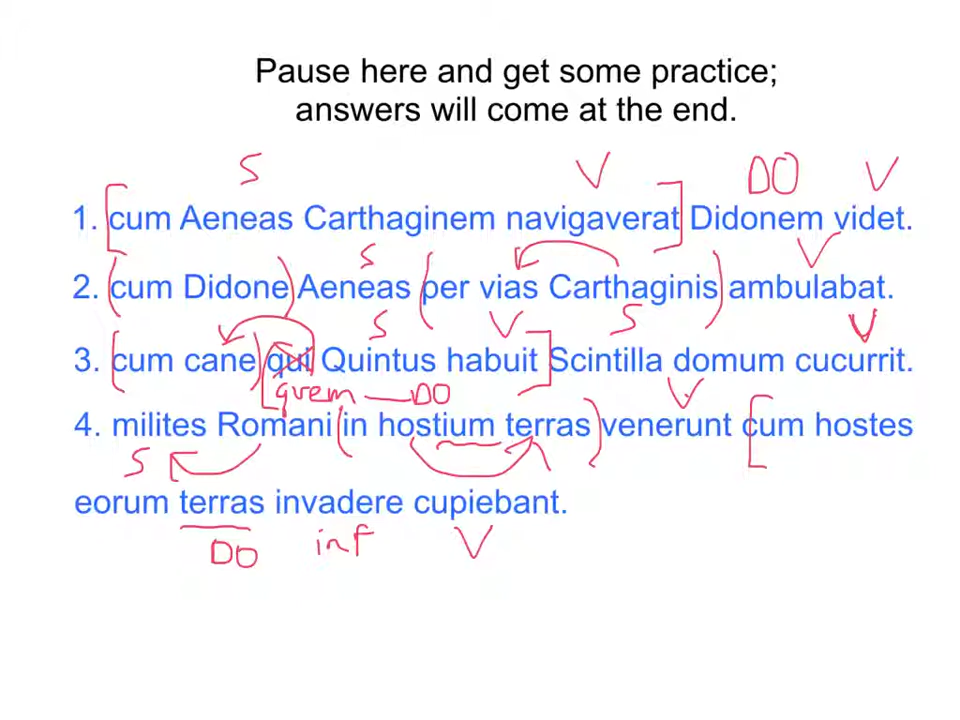 Pause here and get some practice;
answers will come at the end.
S V DO V
1. cum Aeneas Carthaginem navigaverat Didonem videt.
S V
2. cum Didone Aeneas per vias Carthaginis ambulabat.
S V S V
3. cum cane qui Quintus habuit Scintilla domum cucurrit.
quem DO V
4. milites Romani in hostium terras venerunt cum hostes
S
eorum terras invadere cupiebant.
DO inf V